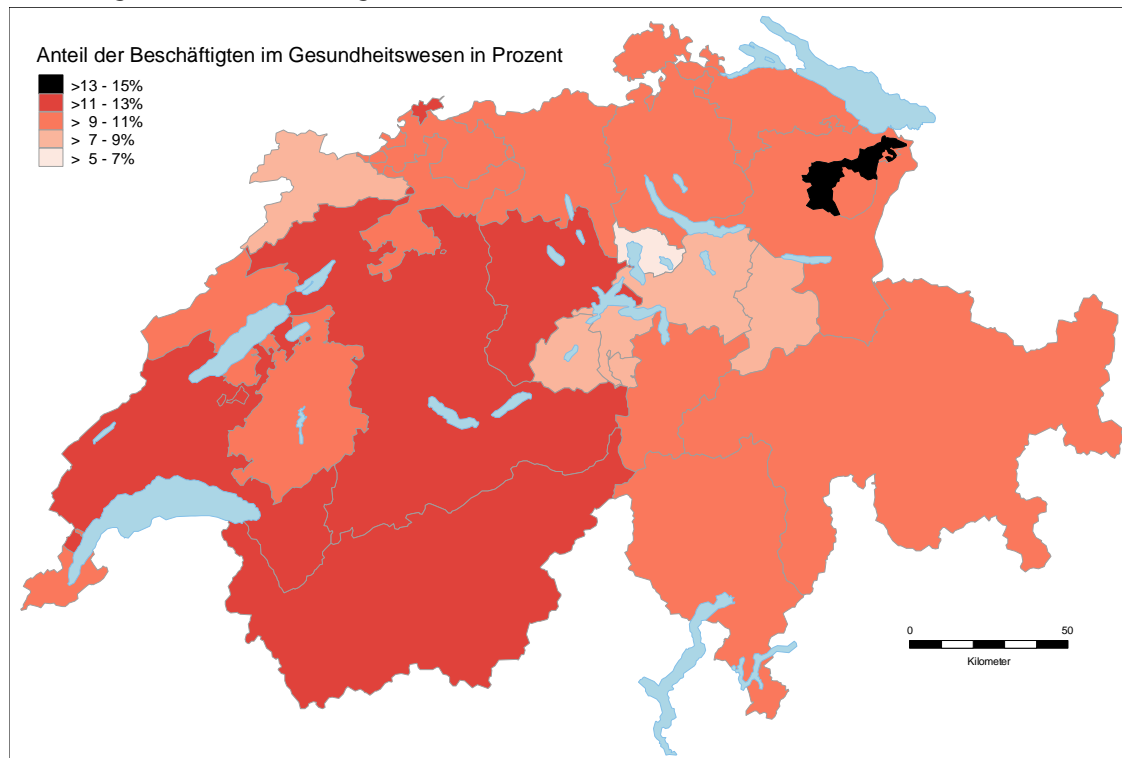 Anteil der Beschäftigten im Gesundheitswesen in Prozent
>13 - 15%
>11 - 13%
> 9 - 11%
> 7 - 9%
> 5 - 7%
0 50
Kilometer